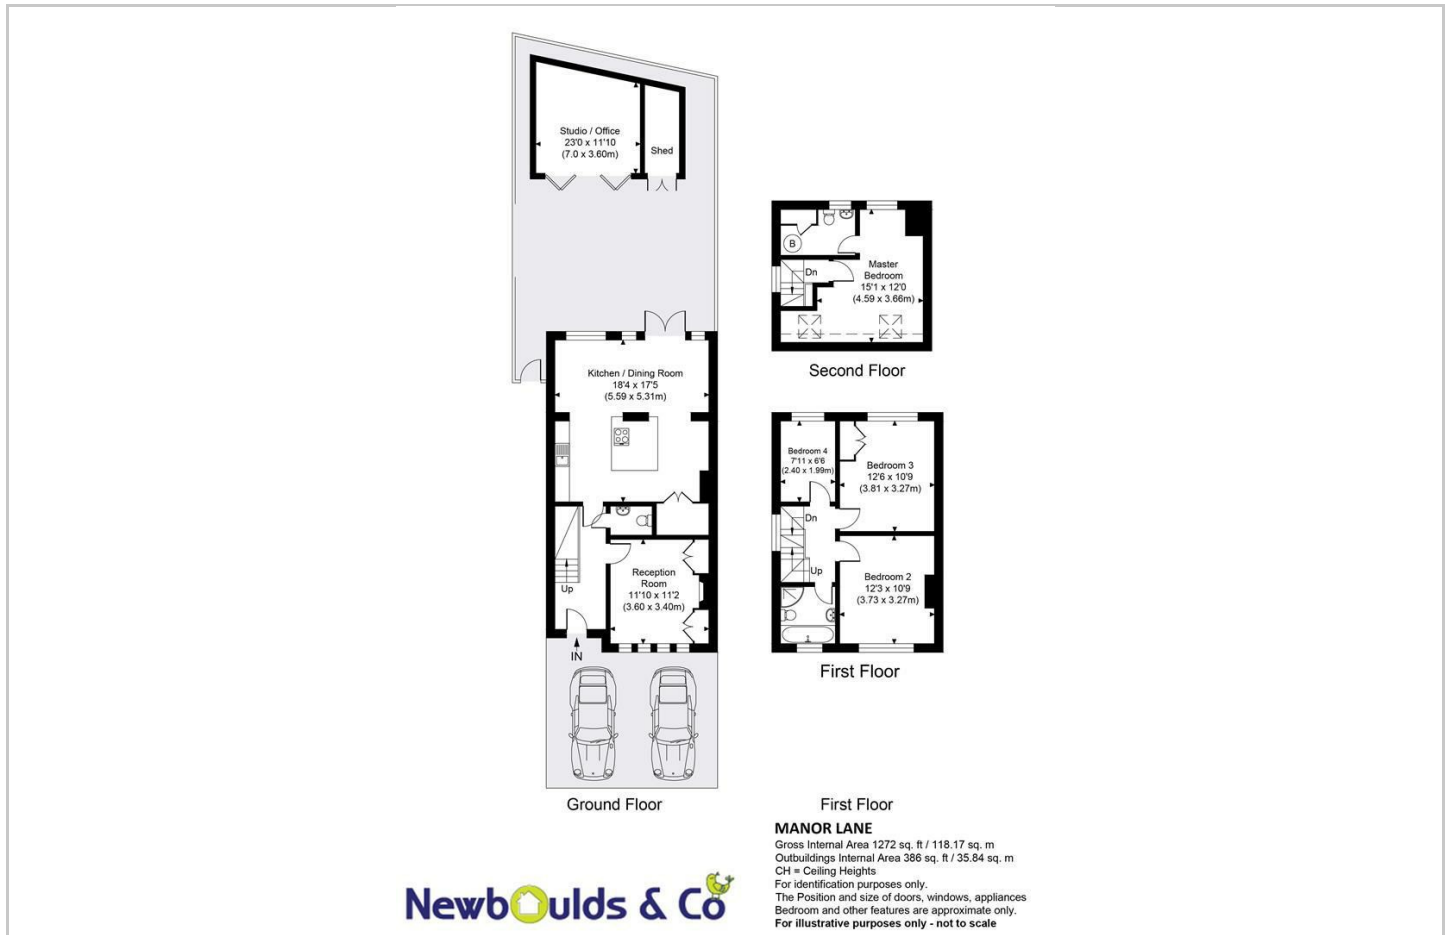 Studio / Office
23'0 x 11'10
(7.0 x 3.60m)
Shed
Kitchen / Dining Room
18'4 x 17'5
(5.59 x 5.31m)
Reception
Room
11'10 x 11'2
(3.60 x 3.40m)
Up
IN
Ground Floor
B
Dn
Master
Bedroom
15'1 x 12'0
(4.59 x 3.66m)
Second Floor
Bedroom 4
7'11 x 6'6
(2.40 x 1.99m)
Bedroom 3
12'6 x 10'9
(3.81 x 3.27m)
Dn
Up
Bedroom 2
12'3 x 10'9
(3.73 x 3.27m)
First Floor
First Floor
MANOR LANE
Gross Internal Area 1272 sq. ft / 118.17 sq. m
Outbuildings Internal Area 386 sq. ft / 35.84 sq. m
CH = Ceiling Heights
For identification purposes only.
The Position and size of doors, windows, appliances
Bedroom and other features are approximate only.
For illustrative purposes only - not to scale
Newboulds & Co